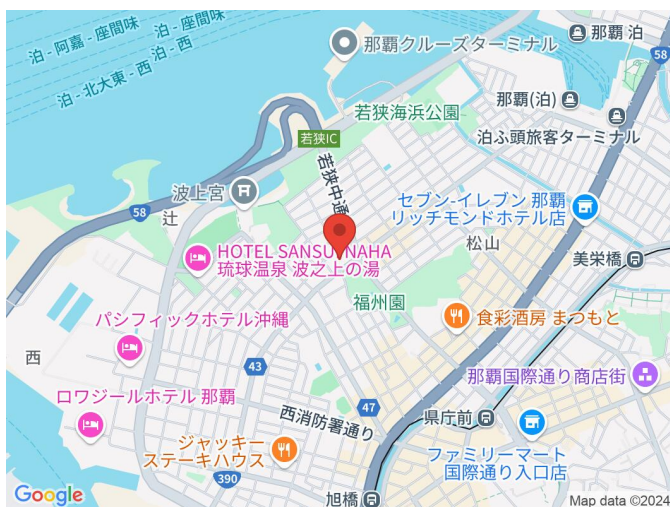 泊 - 阿嘉 - 座間味
泊 - 座間味
泊 - 西
泊 - 北大東 - 西
那覇クルーズターミナル
那覇 泊
58
那覇(泊)
若狭海浜公園
泊ふ頭旅客ターミナル
若狭IC
若狭中通
波上宮
セブン-イレブン 那覇
リッチモンドホテル店
58
辻
HOTEL SANSUI NAHA
琉球温泉 波之上の湯
松山
美栄橋
福州園
パシフィックホテル沖縄
食彩酒房 まつもと
西
43
那覇国際通り商店街
ロワジールホテル 那覇
47
西消防署通り
県庁前
ジャッキー
ステーキハウス
ファミリーマート
国際通り入口店
390
旭橋
Google
Map data ©2024